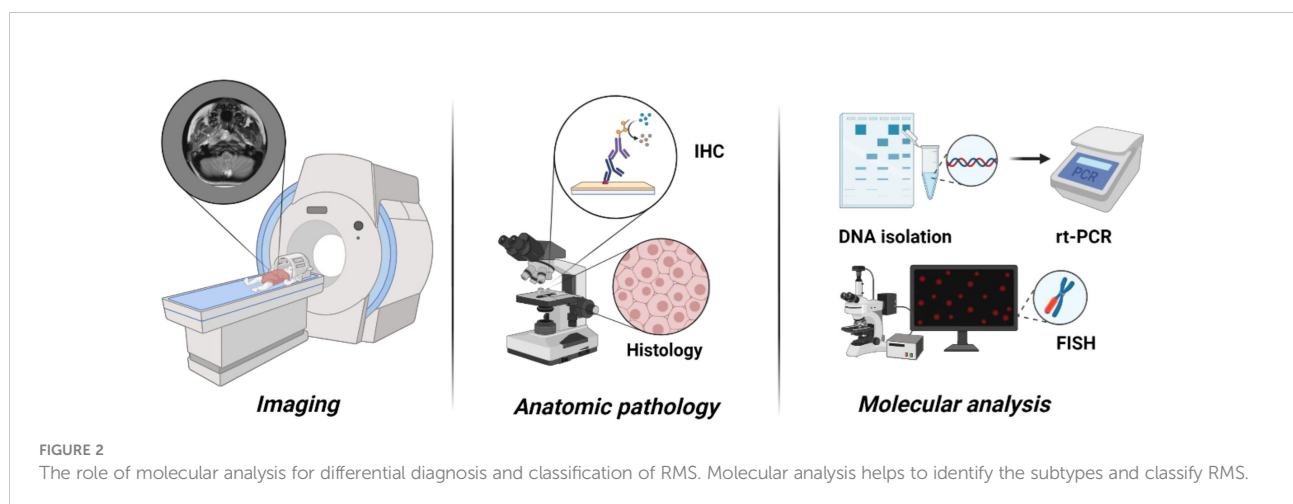 IHC
Histology
DNA isolation
rt-PCR
PCR
FISH
Imaging
Anatomic pathology
Molecular analysis
FIGURE 2
The role of molecular analysis for differential diagnosis and classification of RMS. Molecular analysis helps to identify the subtypes and classify RMS.